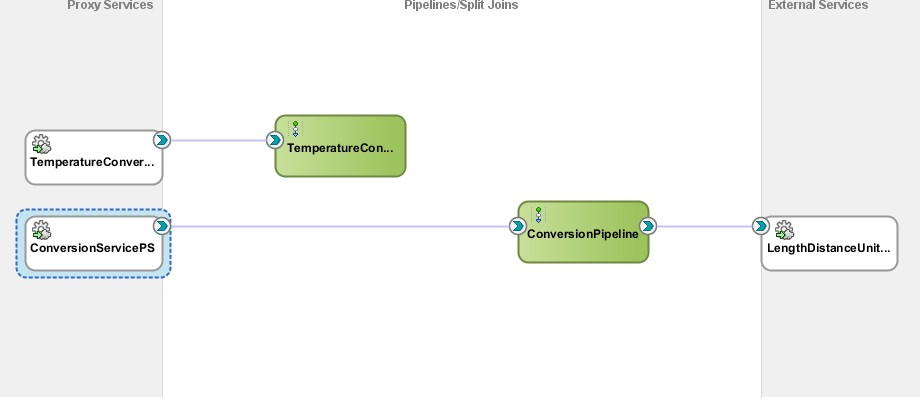 Proxy Services
Pipelines/Split Joins
External Services
TemperatureConver...
TemperatureCon...
ConversionServicePS
ConversionPipeline
LengthDistanceUnit...